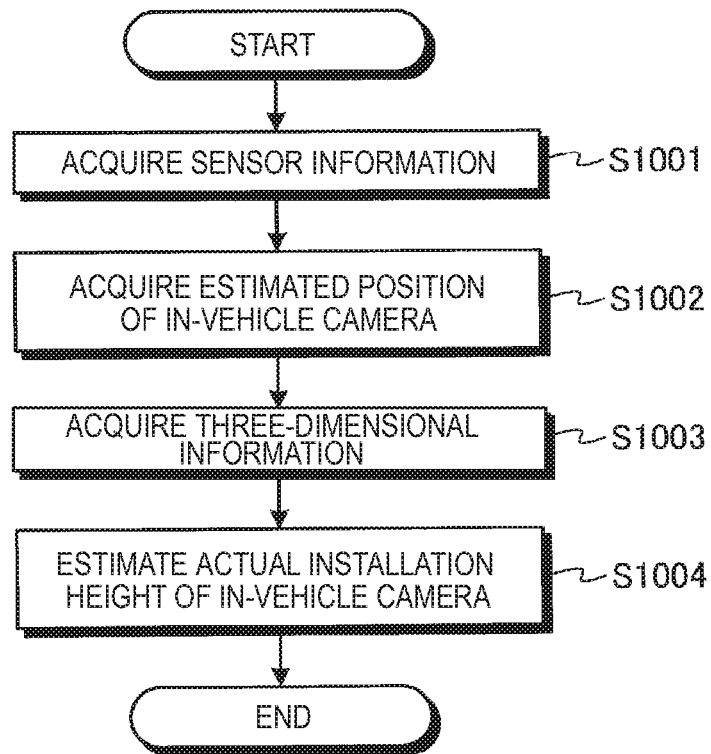 START
ACQUIRE SENSOR INFORMATION
S1001
ACQUIRE ESTIMATED POSITION
OF IN-VEHICLE CAMERA
S1002
ACQUIRE THREE-DIMENSIONAL
INFORMATION
S1003
ESTIMATE ACTUAL INSTALLATION
HEIGHT OF IN-VEHICLE CAMERA
S1004
END